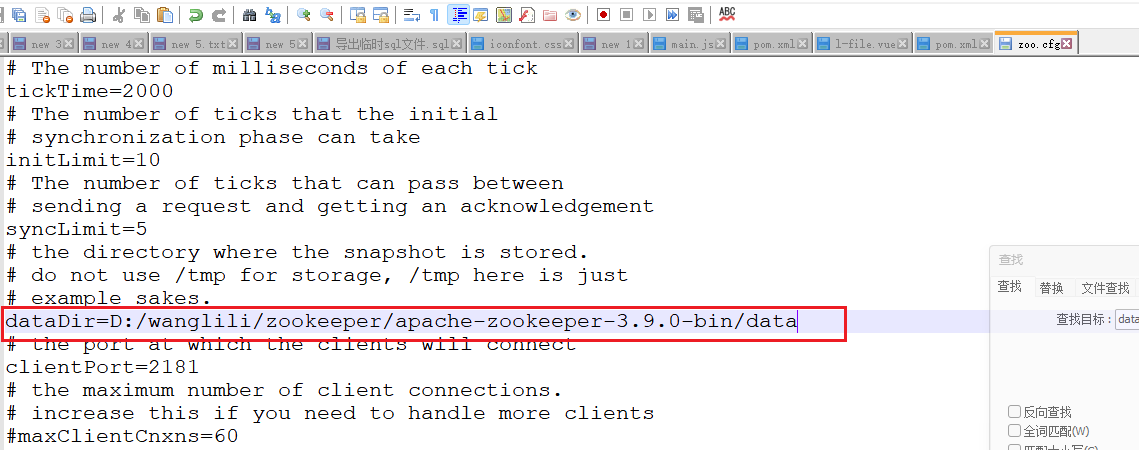 ABC
new 3
new 4
new 5.txt
new 5
导出临时sql文件.sql
iconfont.css
new 1
main.js
pom.xml
l-file.vue
pom.xml
zoo.cfg
# The number of milliseconds of each tick
tickTime=2000
# The number of ticks that the initial
# synchronization phase can take
initLimit=10
# The number of ticks that can pass between
# sending a request and getting an acknowledgement
syncLimit=5
# the directory where the snapshot is stored.
# do not use /tmp for storage, /tmp here is just
# example sakes.
dataDir=D:/wanglili/zookeeper/apache-zookeeper-3.9.0-bin/data
# the port at which the clients will connect
clientPort=2181
# the maximum number of client connections.
# increase this if you need to handle more clients
#maxClientCnxns=60
查找
查找 替换 文件查找
查找目标：data
反向查找
全词匹配(W)